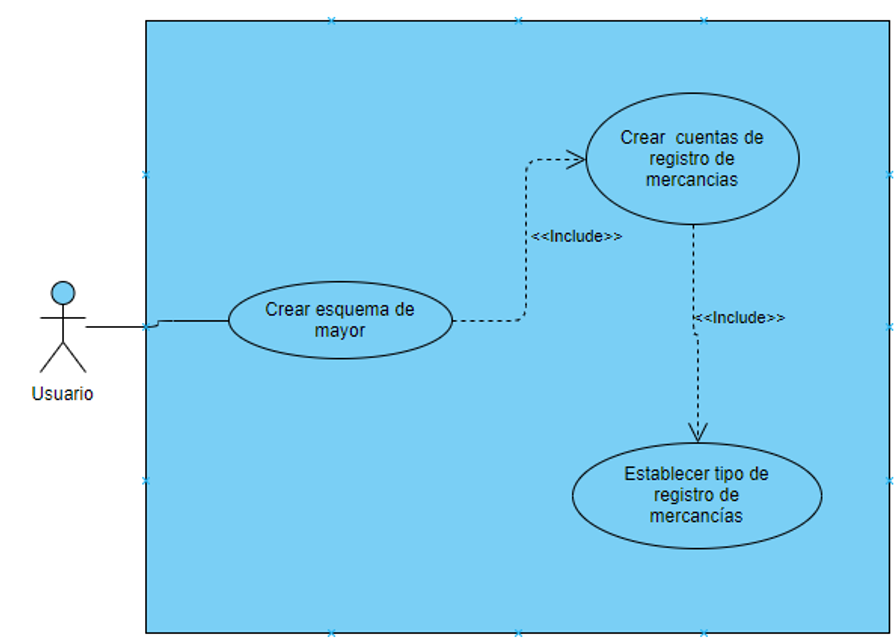 Crear cuentas de
registro de
mercancias
<<Include>>
Crear esquema de
mayor
<<Include>>
Usuario
Establecer tipo de
registro de
mercancías